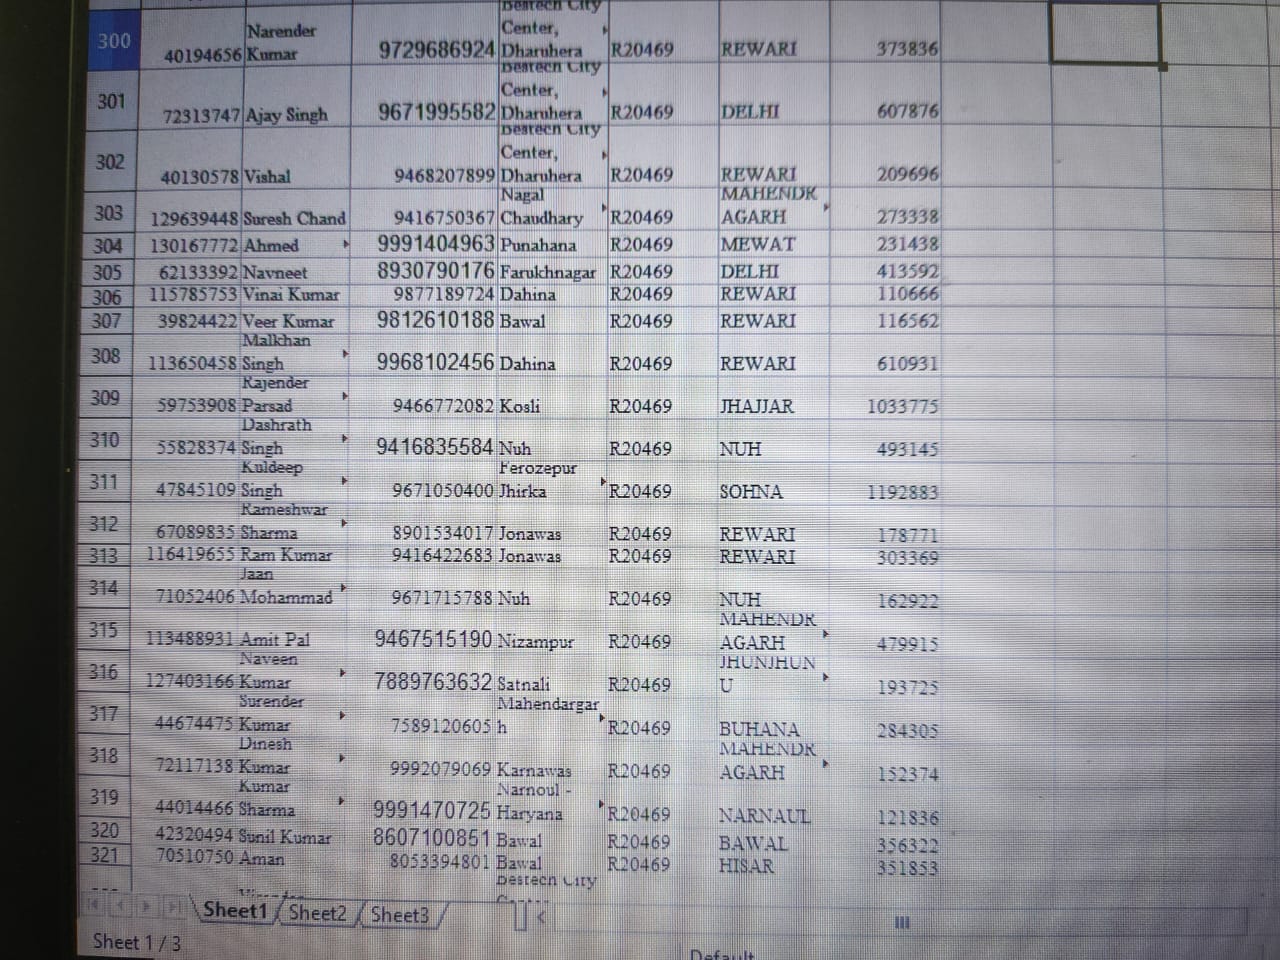 300 40194656 Narender Kumar 9729686924 Bestech City Center, Dharuhera R20469 REWARI 373836
301 72313747 Ajay Singh 9671995582 Bestech City Center, Dharuhera R20469 DELHI 607876
302 40130578 Vishal 9468207899 Bestech City Center, Dharuhera R20469 REWARI 209696
303 129639448 Suresh Chand 9416750367 Nagal Chaudhary R20469 MAHENDRAGARH 273338
304 130167772 Ahmed 9991404963 Punahana R20469 MEWAT 231438
305 62133392 Navneet 8930790176 Farukhnagar R20469 DELHI 413592
306 115785753 Vinai Kumar 9877189724 Dahina R20469 REWARI 110666
307 39824422 Veer Kumar 9812610188 Bawal R20469 REWARI 116562
308 113650458 Malkhan Singh 9968102456 Dahina R20469 REWARI 610931
309 59753908 Rajender Parsad 9466772082 Kosli R20469 JHAJJAR 1033775
310 55828374 Dashrath Singh 9416835584 Nuh R20469 NUH 493145
311 47845109 Kuldeep Singh 9671050400 Ferozepur Jhirka R20469 SOHNA 1192883
312 67089835 Rameshwar Sharma 8901534017 Jonawas R20469 REWARI 178771
313 116419655 Ram Kumar 9416422683 Jonawas R20469 REWARI 303369
314 71052406 Jaan Mohammad 9671715788 Nuh R20469 NUH 162922
315 113488931 Amit Pal 9467515190 Nizampur R20469 MAHENDRAGARH 479915
316 127403166 Naveen Kumar 7889763632 Satnali R20469 JHUNJHUNU 193725
317 44674475 Surender Kumar 7589120605 Mahendargarh R20469 BUHANA 284305
318 72117138 Dinesh Kumar 9992079069 Karnawas R20469 MAHENDRAGARH 152374
319 44014466 Kumar Sharma 9991470725 Narnoul - Haryana R20469 NARNAUL 121836
320 42320494 Sunil Kumar 8607100851 Bawal R20469 BAWAL 356322
321 70510750 Aman 8053394801 Bawal R20469 HISAR 351853
Bestech City
Sheet1 Sheet2 Sheet3
Sheet 1 / 3
Default